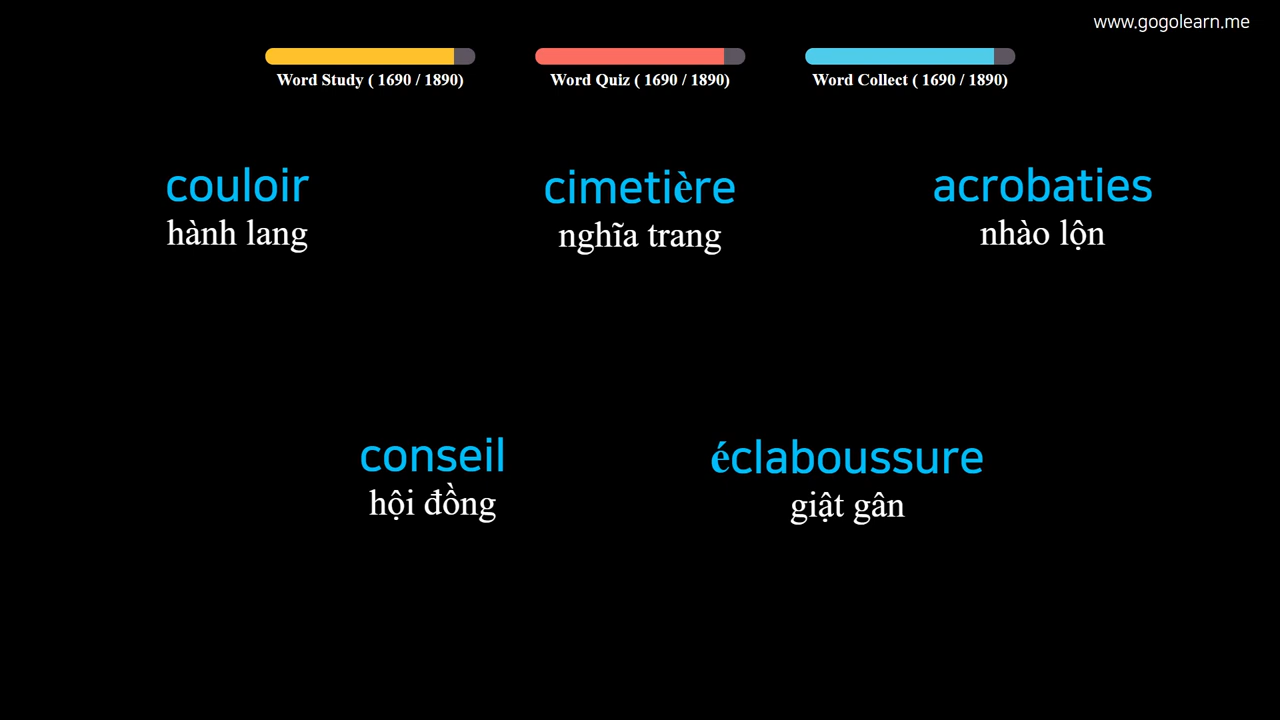 www.gogolearn.me
Word Study ( 1690 / 1890)
Word Quiz ( 1690 / 1890)
Word Collect ( 1690 / 1890)
couloir
hành lang
cimetière
nghĩa trang
acrobaties
nhào lộn
conseil
hội đồng
éclaboussure
giật gân